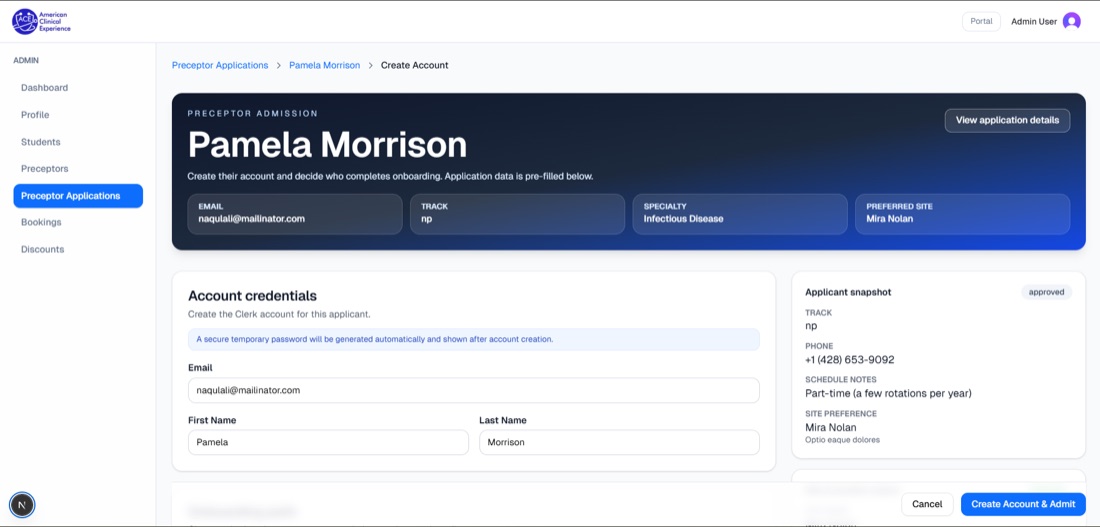 ACE
American
Clinical
Experience
Portal
Admin User
ADMIN
Dashboard
Profile
Students
Preceptors
Preceptor Applications
Bookings
Discounts
Preceptor Applications > Pamela Morrison > Create Account
PRECEPTOR ADMISSION
View application details
Pamela Morrison
Create their account and decide who completes onboarding. Application data is pre-filled below.
EMAIL
naqulali@mailinator.com
TRACK
np
SPECIALTY
Infectious Disease
PREFERRED SITE
Mira Nolan
Account credentials
Create the Clerk account for this applicant.
A secure temporary password will be generated automatically and shown after account creation.
Email
naqulali@mailinator.com
First Name
Pamela
Last Name
Morrison
Applicant snapshot
approved
TRACK
np
PHONE
+1 (428) 653-9092
SCHEDULE NOTES
Part-time (a few rotations per year)
SITE PREFERENCE
Mira Nolan
Optio eaque dolores
N
Cancel
Create Account & Admit